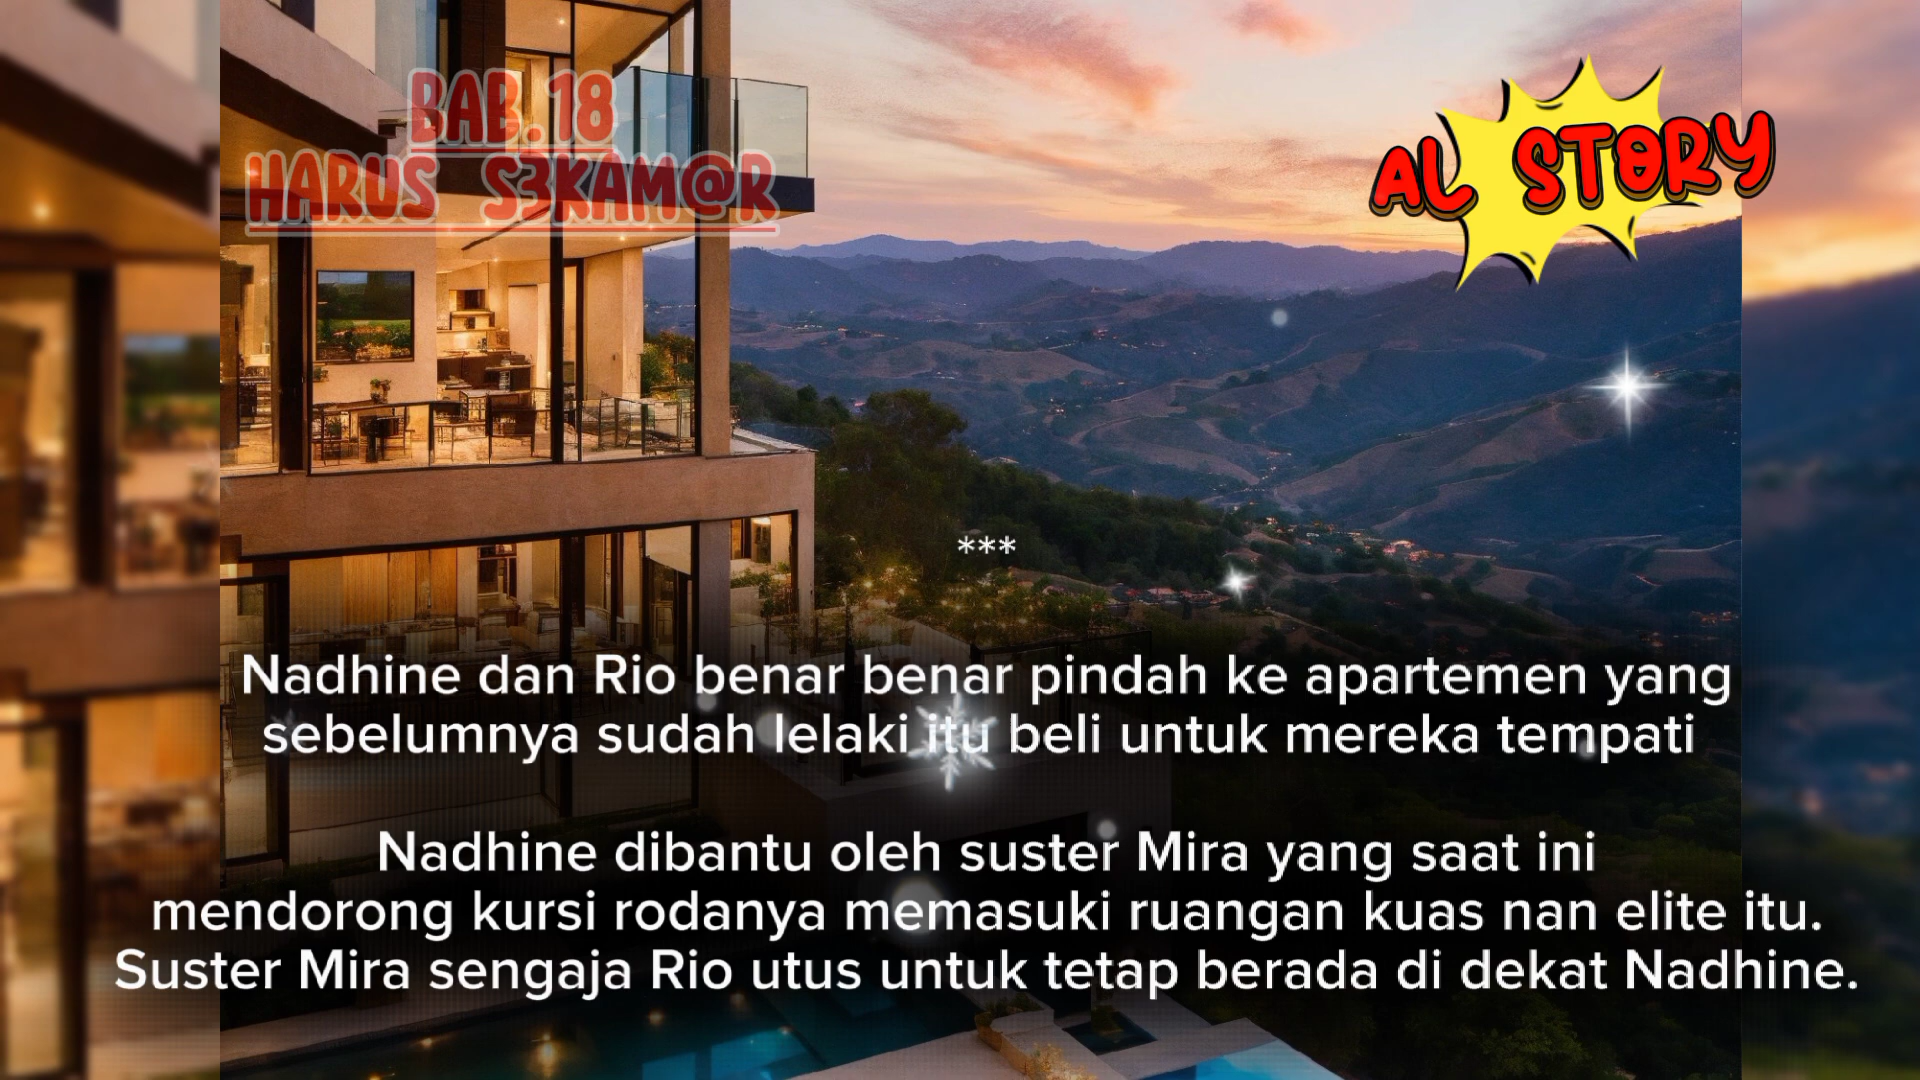 BAB.18
HARUS S3KAM@R
AL STORY
***
Nadhine dan Rio benar benar pindah ke apartemen yang
sebelumnya sudah lelaki itu beli untuk mereka tempati
Nadhine dibantu oleh suster Mira yang saat ini
mendorong kursi rodanya memasuki ruangan kuas nan elite itu.
Suster Mira sengaja Rio utus untuk tetap berada di dekat Nadhine.